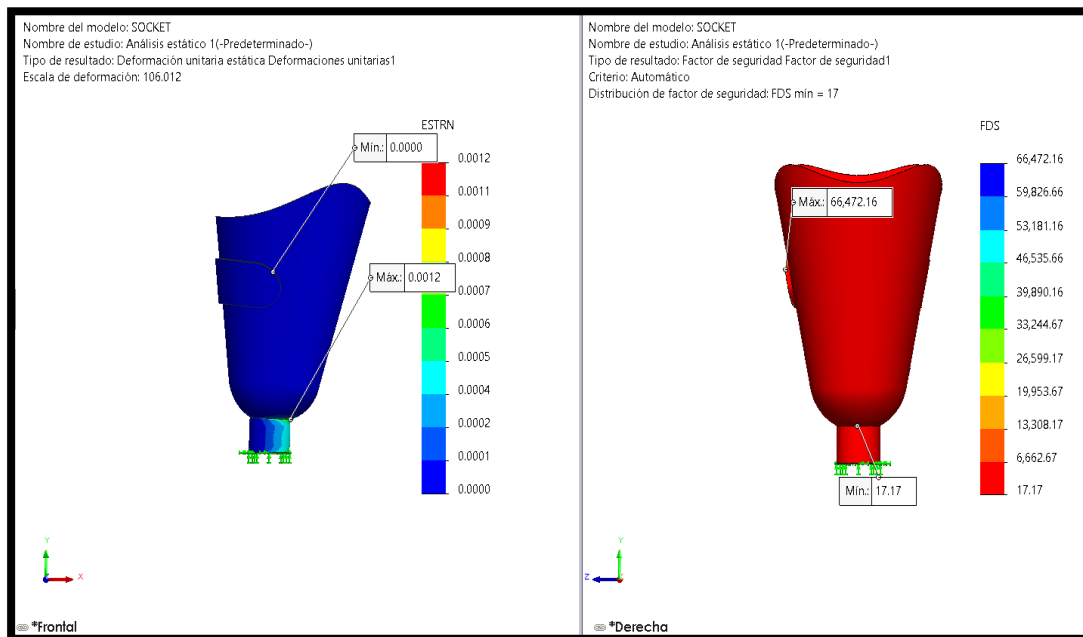 Nombre del modelo: SOCKET
Nombre de estudio: Análisis estático 1(-Predeterminado-)
Tipo de resultado: Deformación unitaria estática Deformaciones unitarias1
Escala de deformación: 106.012
ESTRN
Mín.: 0.0000
Máx.: 0.0012
0.0012
0.0011
0.0009
0.0008
0.0007
0.0006
0.0005
0.0004
0.0002
0.0001
0.0000
Y
X
*Frontal
Nombre del modelo: SOCKET
Nombre de estudio: Análisis estático 1(-Predeterminado-)
Tipo de resultado: Factor de seguridad Factor de seguridad1
Criterio: Automático
Distribución de factor de seguridad: FDS mín = 17
FDS
Máx.: 66,472.16
Mín.: 17.17
66,472.16
59,826.66
53,181.16
46,535.66
39,890.16
33,244.67
26,599.17
19,953.67
13,308.17
6,662.67
17.17
Y
Z
*Derecha